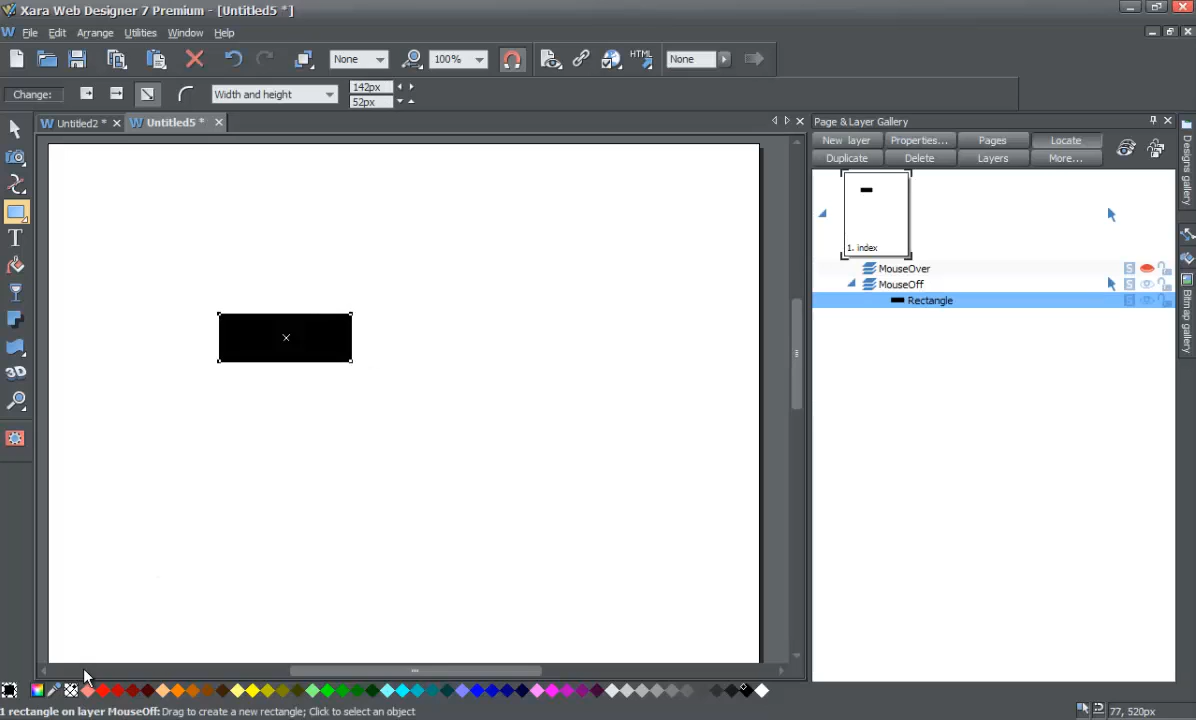 Xara Web Designer 7 Premium - [Untitled5 *]
File Edit Arrange Utilities Window Help
None 100% HTML None
Change: Width and height 142px
52px
Untitled2 * Untitled5 *
Page & Layer Gallery
New layer Properties... Pages Locate
Duplicate Delete Layers More...
1. index
MouseOver S
MouseOff S
Rectangle S
Designs gallery
Bitmap gallery
T
3D
1 rectangle on layer MouseOff: Drag to create a new rectangle; Click to select an object
77, 520px